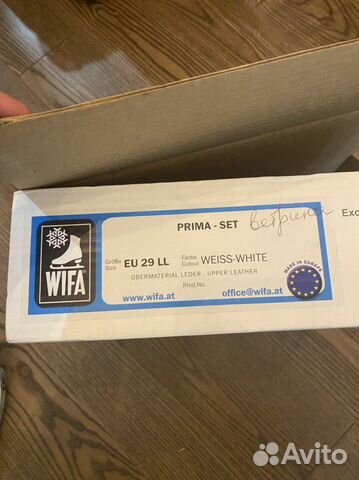 PRIMA - SET
Exc
WIFA
Größe
Size
EU 29 LL
Farbe
Colour
WEISS-WHITE
OBERMATERIAL LEDER - UPPER LEATHER
Prod.No.
www.wifa.at
office@wifa.at
MADE IN EUROPE
Avito